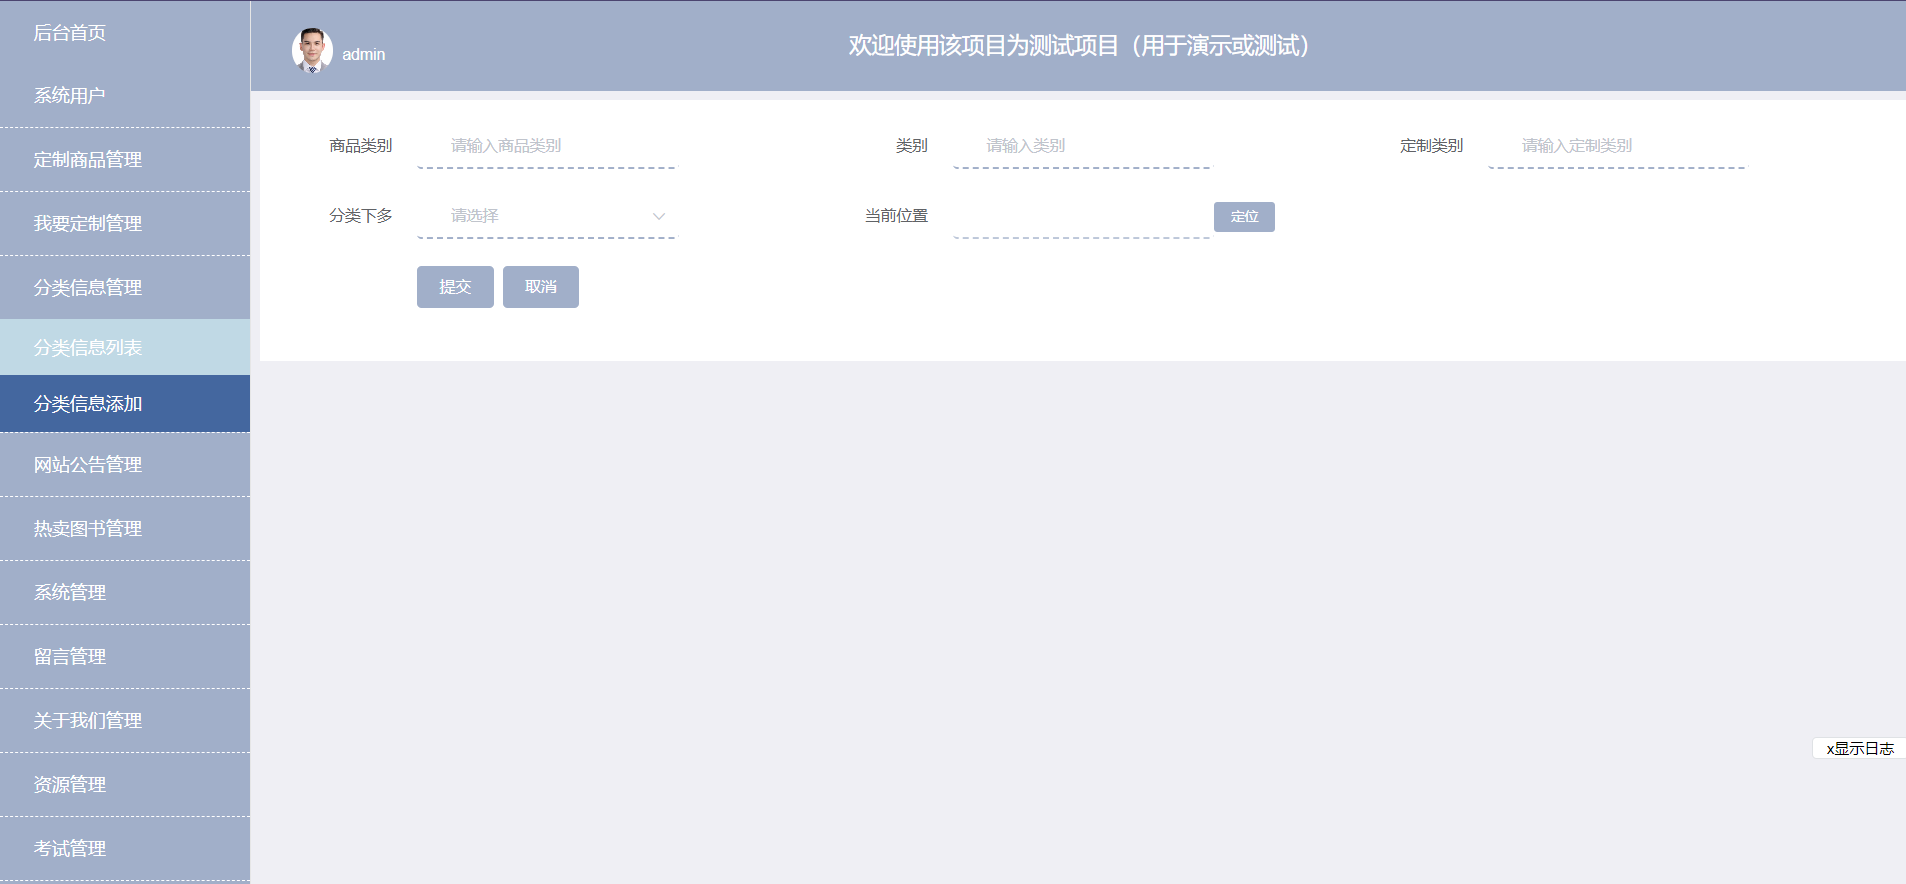 后台首页
系统用户
定制商品管理
我要定制管理
分类信息管理
分类信息列表
分类信息添加
网站公告管理
热卖图书管理
系统管理
留言管理
关于我们管理
资源管理
考试管理
admin
欢迎使用该项目为测试项目（用于演示或测试）
商品类别 请输入商品类别 类别 请输入类别 定制类别 请输入定制类别
分类下多 请选择 当前位置 定位
提交 取消
x显示日志